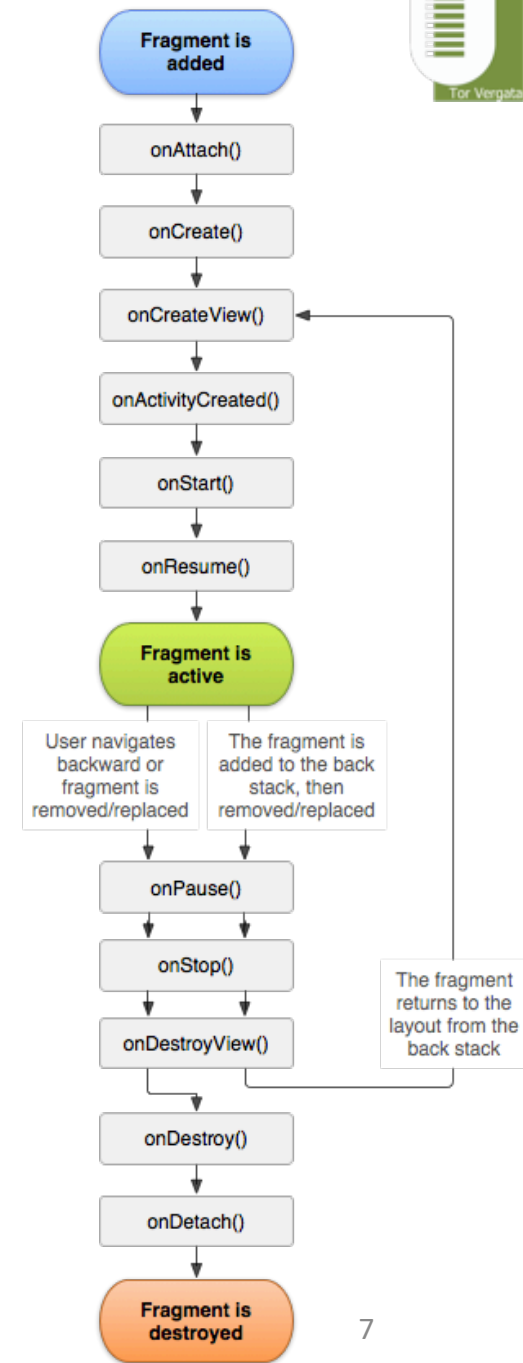 Fragment is
added
Tor Vergata
onAttach()
onCreate()
onCreateView()
onActivityCreated()
onStart()
onResume()
Fragment is
active
User navigates
backward or
fragment is
removed/replaced
The fragment is
added to the back
stack, then
removed/replaced
onPause()
onStop()
The fragment
returns to the
layout from the
back stack
onDestroyView()
onDestroy()
onDetach()
Fragment is
destroyed
7